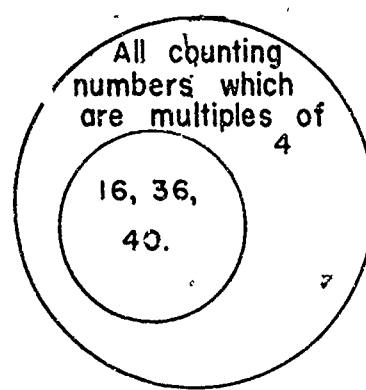 All counting
numbers which
are multiples of
4
16, 36,
40.